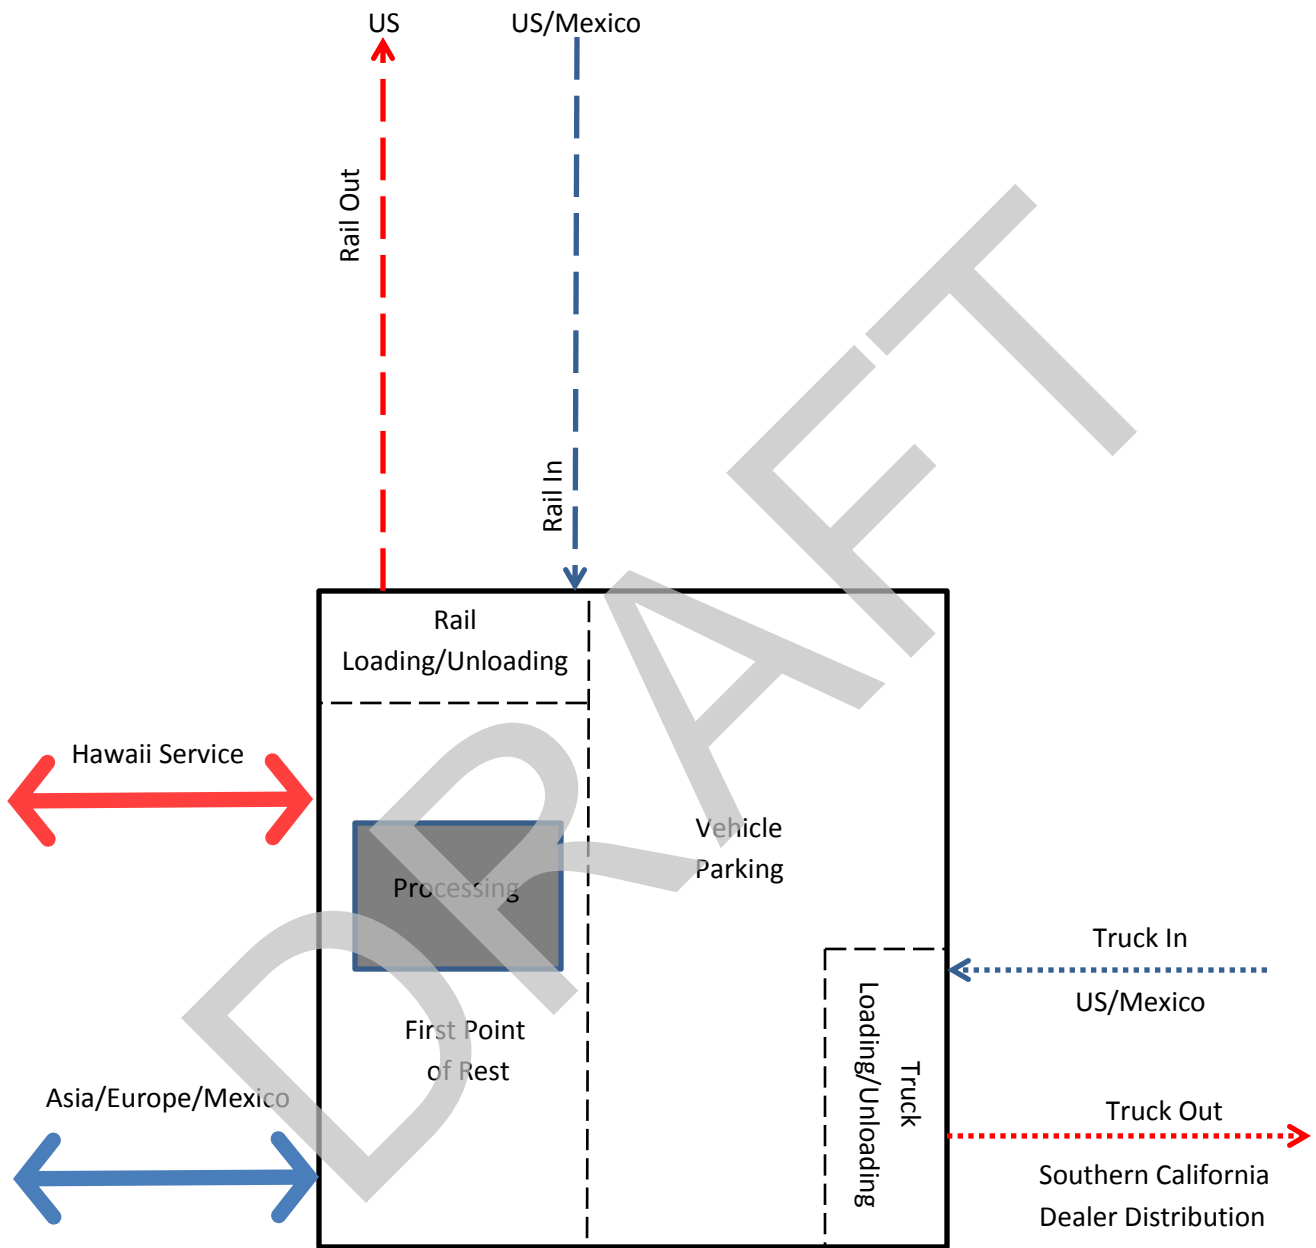 US
US/Mexico
Rail Out
Rail In
Rail
Loading/Unloading
Hawaii Service
Vehicle
Parking
Processing
Truck In
US/Mexico
Truck
Loading/Unloading
First Point
of Rest
Asia/Europe/Mexico
Truck Out
Southern California
Dealer Distribution
DRAFT